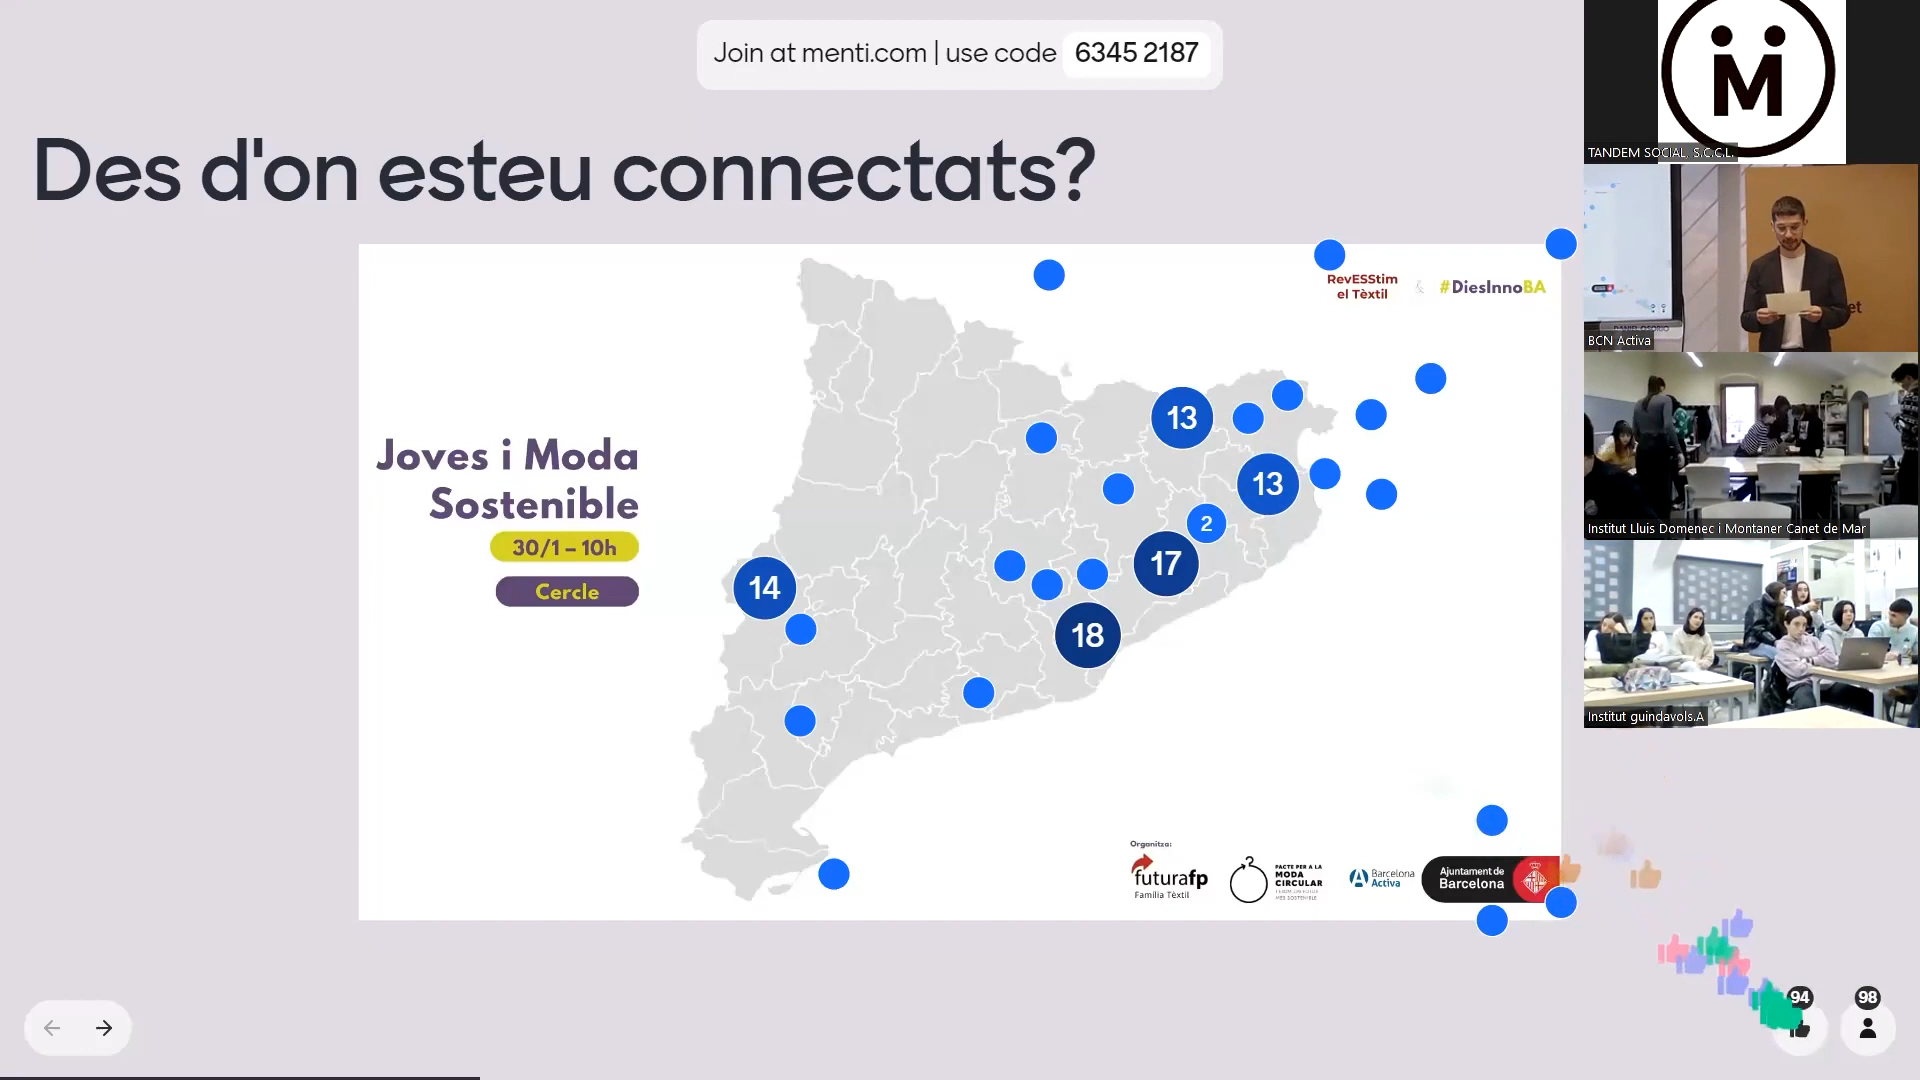 Join at menti.com | use code 6345 2187
Des d'on esteu connectats?
RevESStim
el Tèxtil
&
#DiesInnoBA
Joves i Moda
Sostenible
30/1 – 10h
Cercle
13
13
2
17
14
18
Organitza:
futurafp
Família Tèxtil
PACTE PER A LA
MODA
CIRCULAR
MÉS SOSTENIBLE
Barcelona
Activa
Ajuntament de
Barcelona
94
98
M
TANDEM SOCIAL, S.C.C.L.
BCN Activa
Institut Lluis Domenec i Montaner Canet de Mar
Institut guindavols.A